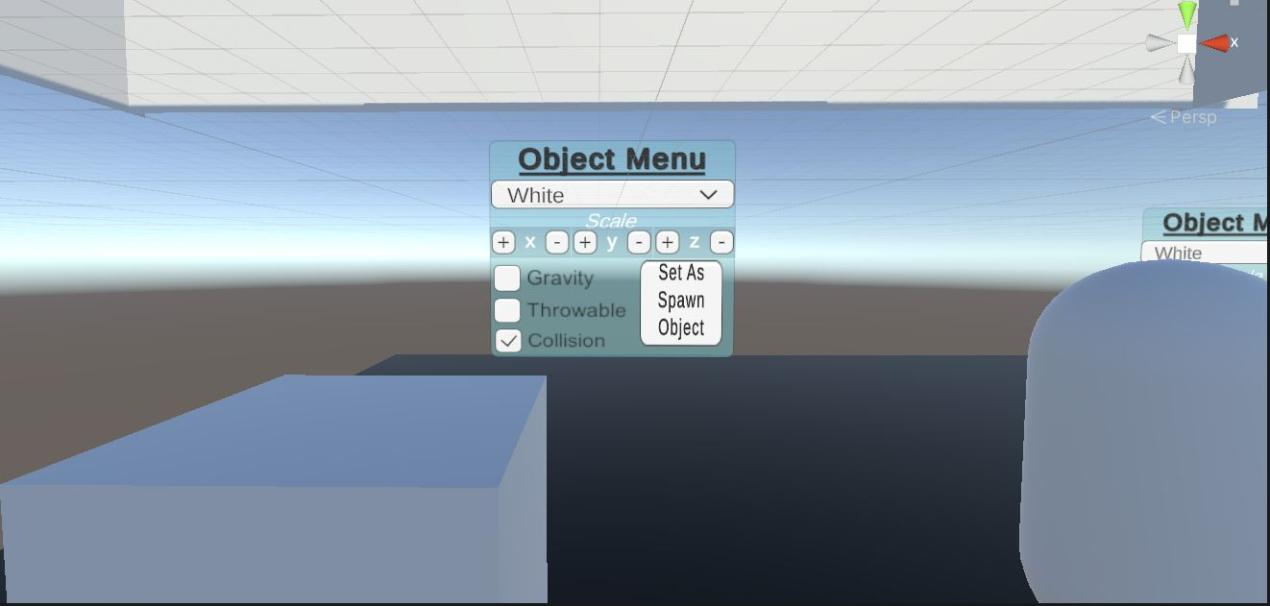 x
Persp
Object Menu
White
Scale
+ x - + y - + z -
Gravity
Throwable
Collision
Set As
Spawn
Object
Object M
White